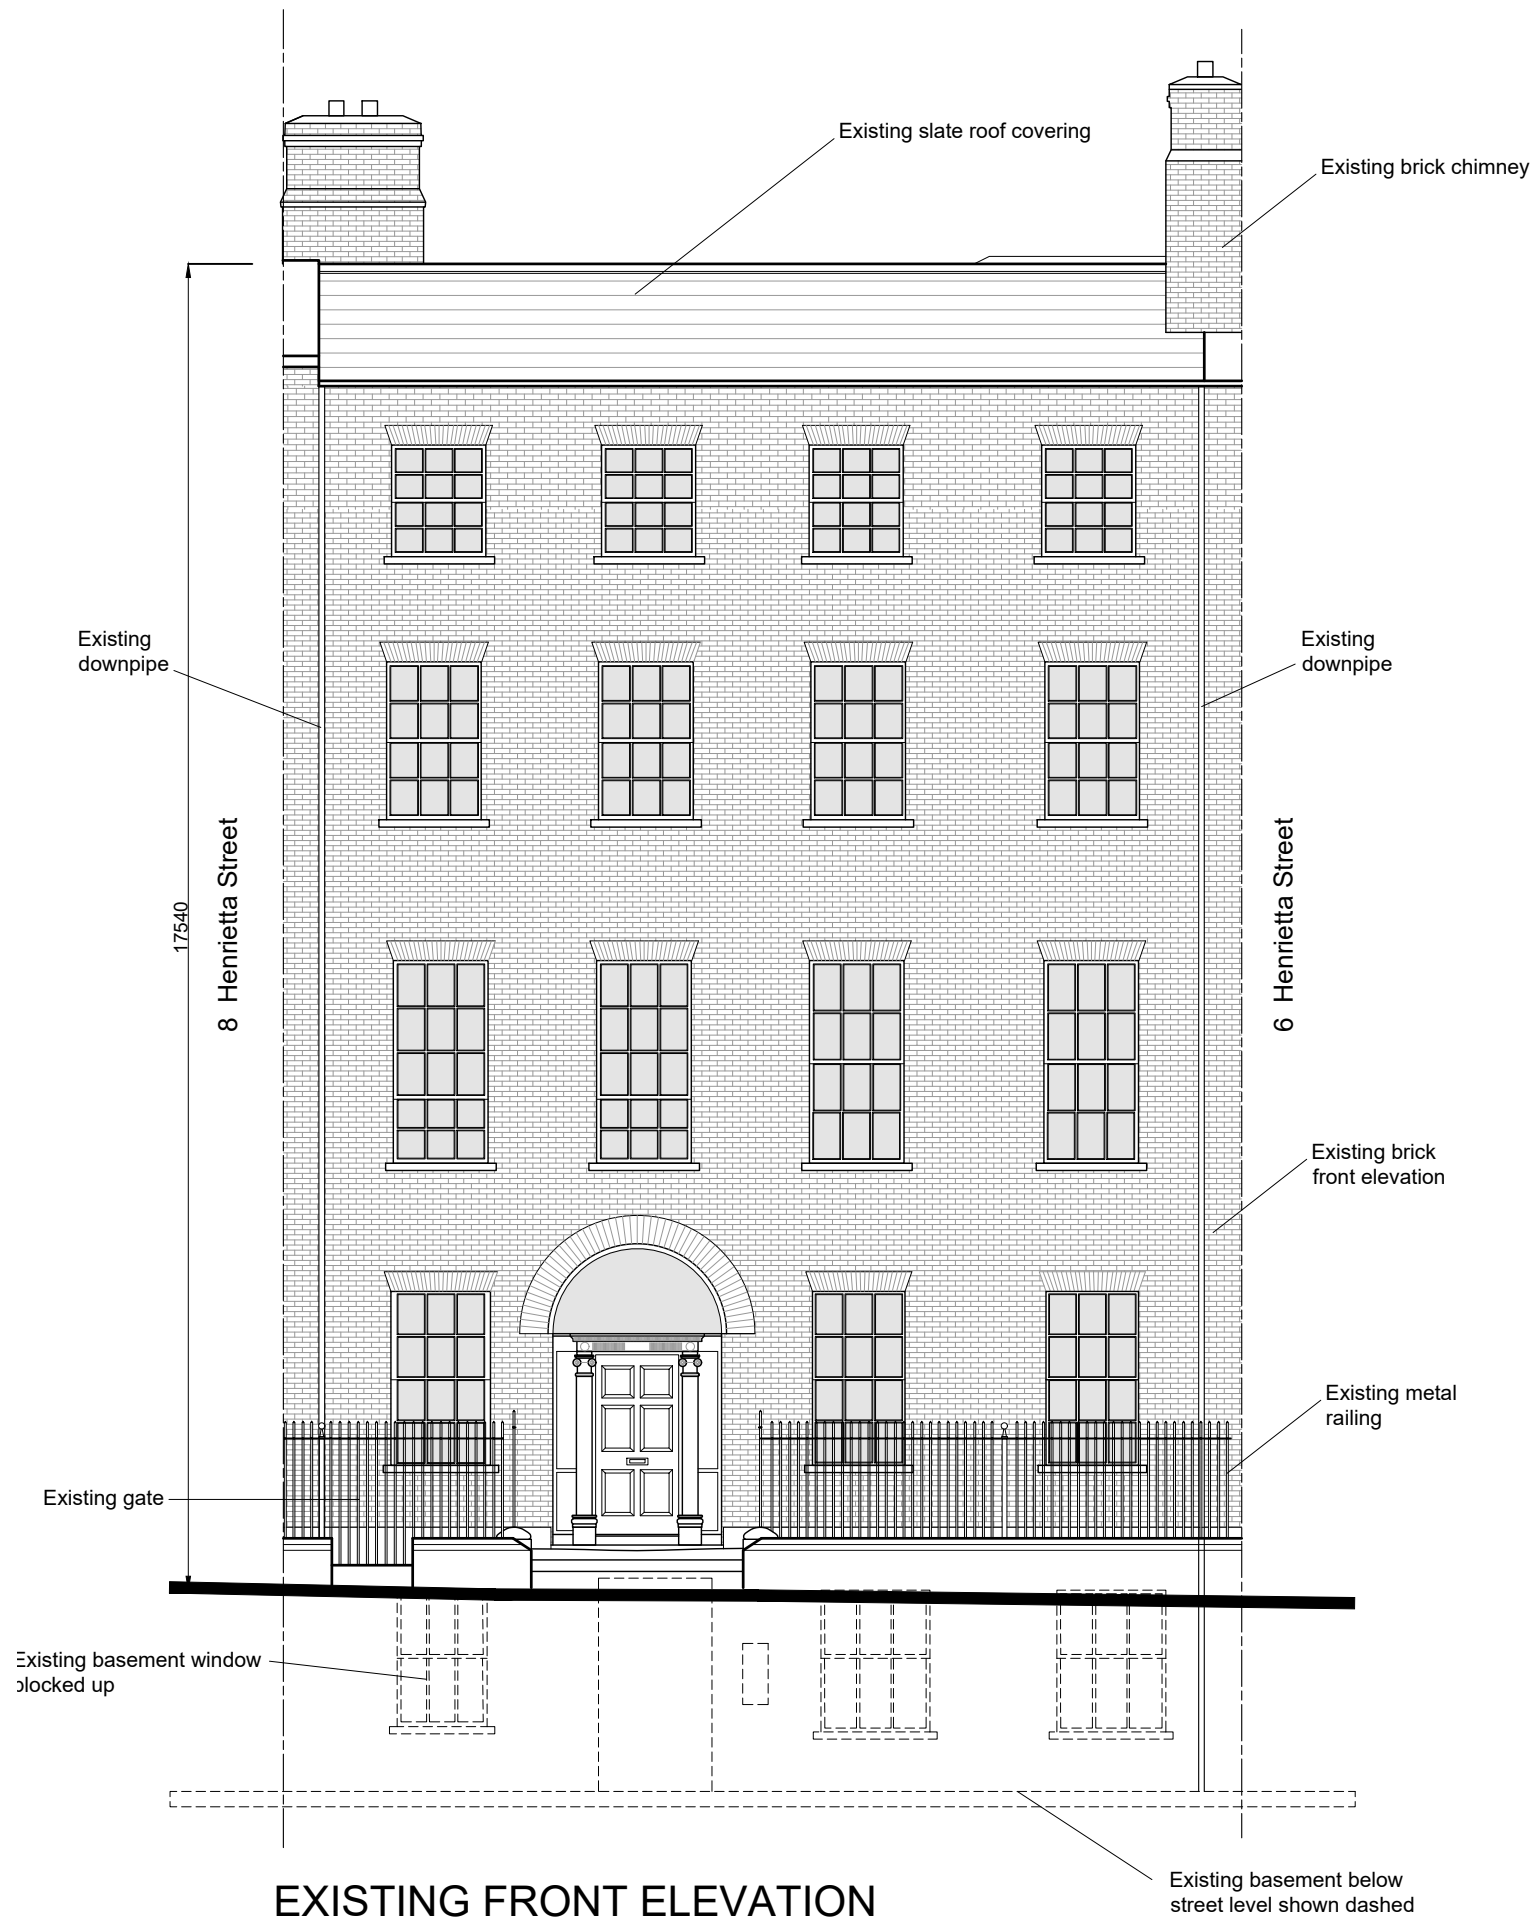 Existing slate roof covering
Existing brick chimney
Existing
downpipe
Existing
downpipe
8 Henrietta Street
17540
6 Henrietta Street
Existing brick
front elevation
Existing metal
railing
Existing gate
Existing basement window
blocked up
Existing basement below
street level shown dashed
EXISTING FRONT ELEVATION